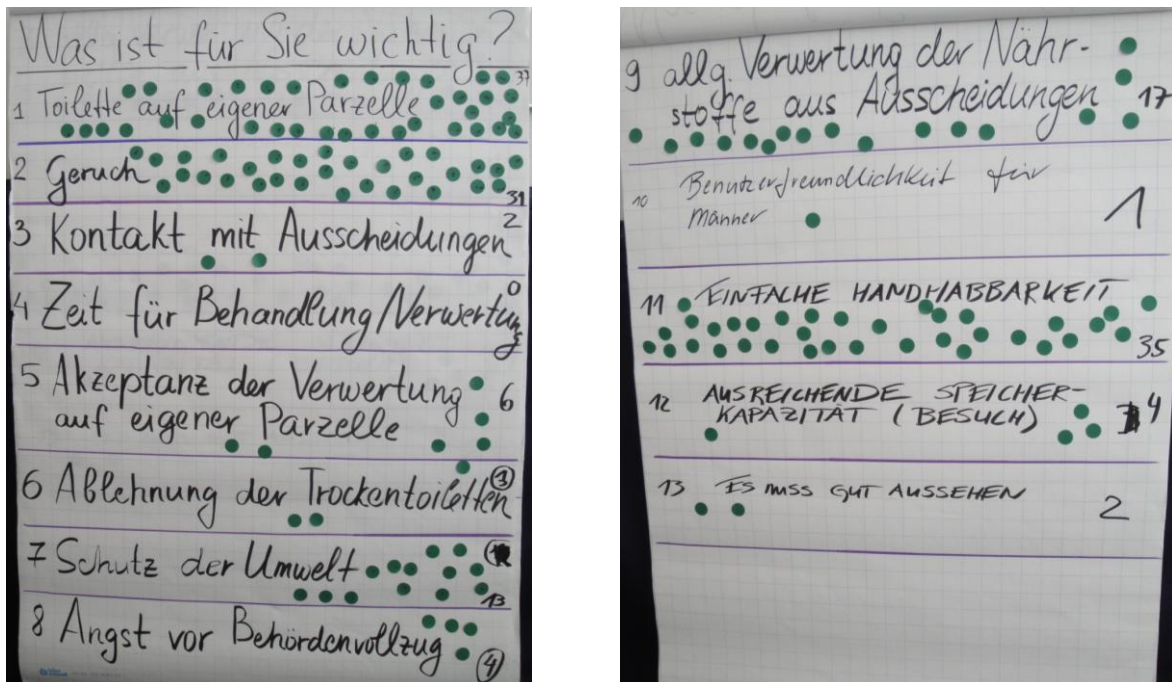 Was ist für Sie wichtig?
37
1 Toilette auf eigener Parzelle
2 Geruch
31
3 Kontakt mit Ausscheidungen 2
4 Zeit für Behandlung/Verwertung 0
5 Akzeptanz der Verwertung
auf eigener Parzelle 6
6 Ablehnung der Trockentoiletten 3
7 Schutz der Umwelt
13
8 Angst vor Behördenvollzug 4
9 allg. Verwertung der Nähr-
stoffe aus Ausscheidungen 17
10 Benutzerfreundlichkeit für
Männer 1
11 EINFACHE HANDHABBARKEIT
35
12 AUSREICHENDE SPEICHER-
KAPAZITÄT (BESUCH) 4
13 ES MUSS GUT AUSSEHEN 2